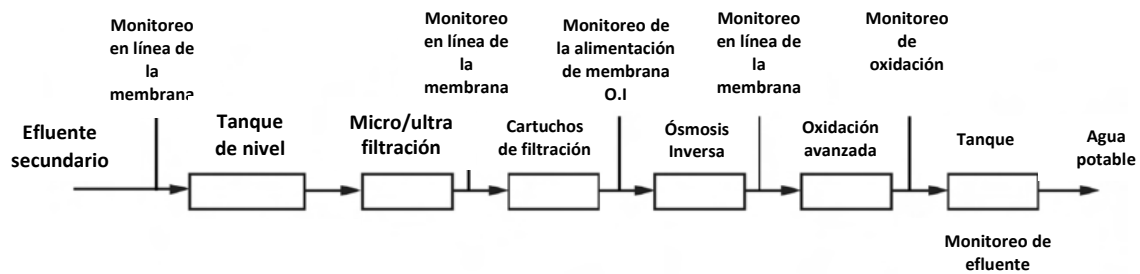 Monitoreo
en línea de
la
membrana
Monitoreo
en línea de
la
membrana
Monitoreo de
la alimentación
de membrana
O.I
Monitoreo
en línea de
la
membrana
Monitoreo
de
oxidación
Efluente
secundario
Tanque
de nivel
Micro/ultra
filtración
Cartuchos
de filtración
Ósmosis
Inversa
Oxidación
avanzada
Tanque
Agua
potable
Monitoreo de
efluente